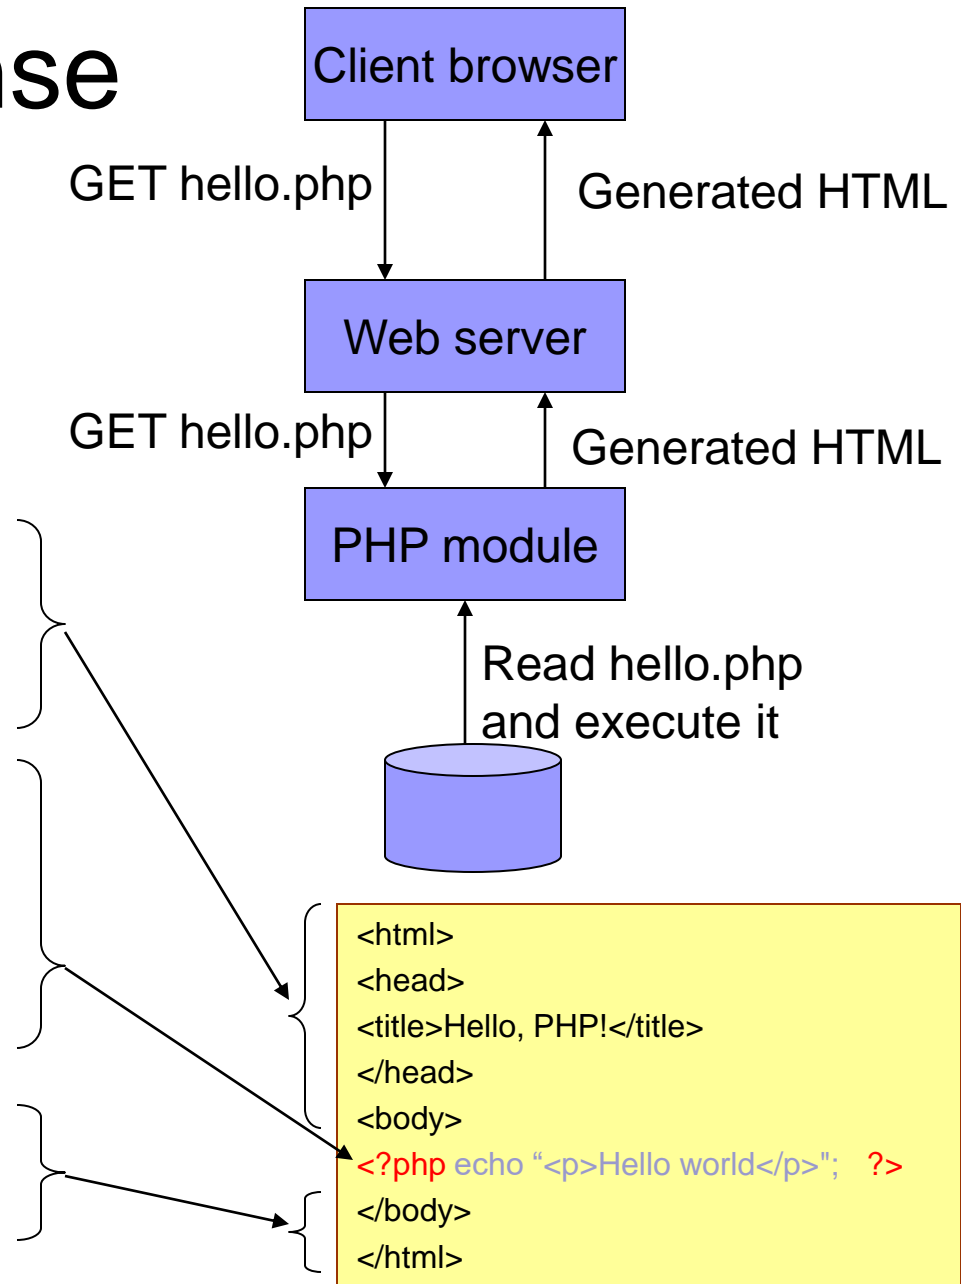 nse
Client browser
GET hello.php
Generated HTML
Web server
GET hello.php
Generated HTML
PHP module
Read hello.php
and execute it
<html>
<head>
<title>Hello, PHP!</title>
</head>
<body>
<?php echo “<p>Hello world</p>"; ?>
</body>
</html>